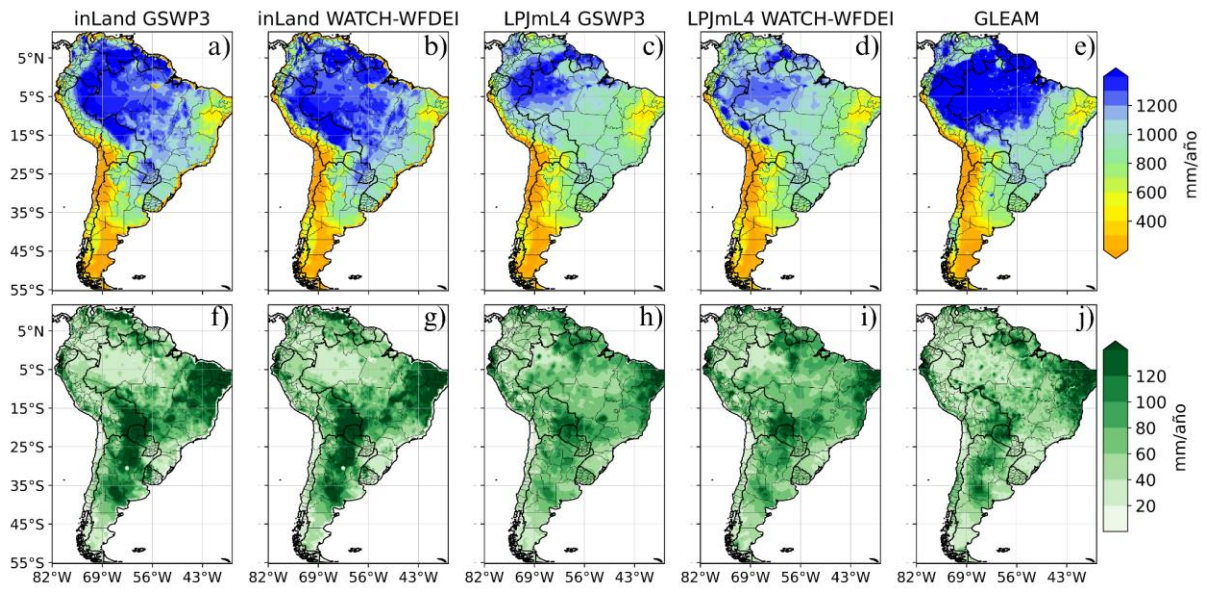 inLand GSWP3 inLand WATCH-WFDEI LPJmL4 GSWP3 LPJmL4 WATCH-WFDEI GLEAM
a) b) c) d) e)
5°N
5°S
15°S
25°S
35°S
45°S
55°S
1200
1000
800
600
400
mm/año
f) g) h) i) j)
5°N
5°S
15°S
25°S
35°S
45°S
55°S
120
100
80
60
40
20
mm/año
82°W 69°W 56°W 43°W 82°W 69°W 56°W 43°W 82°W 69°W 56°W 43°W 82°W 69°W 56°W 43°W 82°W 69°W 56°W 43°W